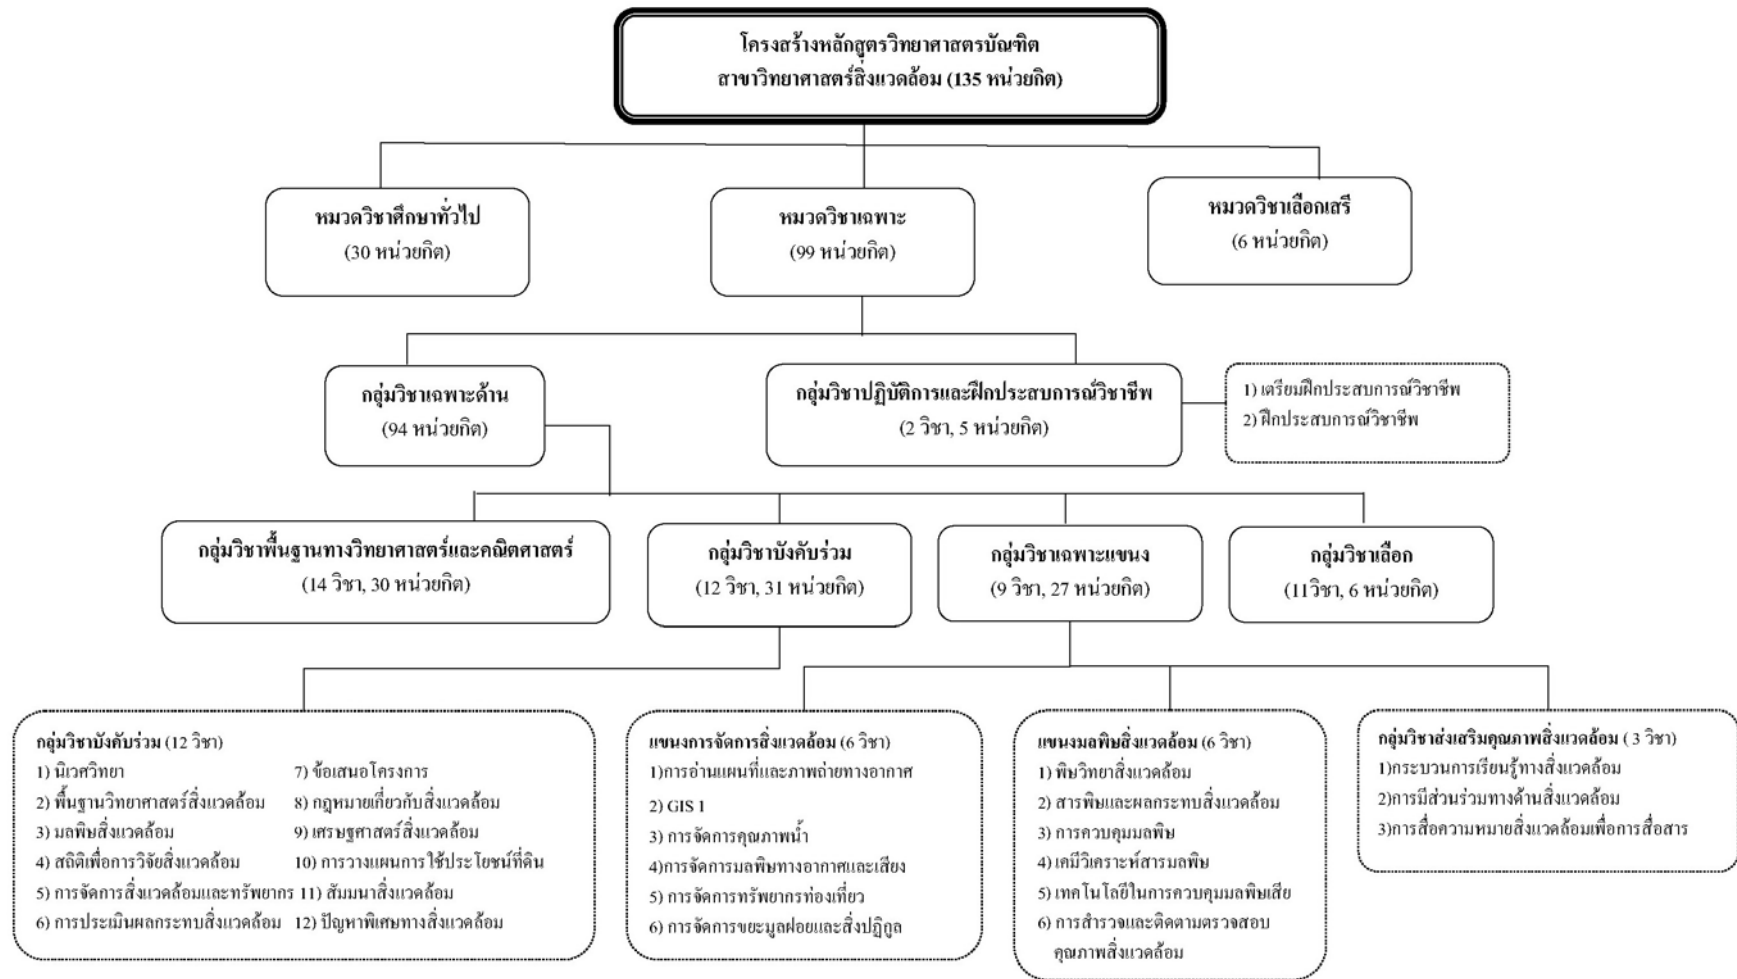 โครงสร้างหลักสูตรวิทยาศาสตรบัณฑิต
สาขาวิทยาศาสตร์สิ่งแวดล้อม (135 หน่วยกิต)
หมวดวิชาศึกษาทั่วไป
(30 หน่วยกิต)
หมวดวิชาเฉพาะ
(99 หน่วยกิต)
หมวดวิชาเลือกเสรี
(6 หน่วยกิต)
กลุ่มวิชาเฉพาะด้าน
(94 หน่วยกิต)
กลุ่มวิชาปฏิบัติการและฝึกประสบการณ์วิชาชีพ
(2 วิชา, 5 หน่วยกิต)
1) เตรียมฝึกประสบการณ์วิชาชีพ
2) ฝึกประสบการณ์วิชาชีพ
กลุ่มวิชาพื้นฐานทางวิทยาศาสตร์และคณิตศาสตร์
(14 วิชา, 30 หน่วยกิต)
กลุ่มวิชาบังคับร่วม
(12 วิชา, 31 หน่วยกิต)
กลุ่มวิชาเฉพาะแขนง
(9 วิชา, 27 หน่วยกิต)
กลุ่มวิชาเลือก
(11วิชา, 6 หน่วยกิต)
กลุ่มวิชาบังคับร่วม (12 วิชา)
1) นิเวศวิทยา
2) พื้นฐานวิทยาศาสตร์สิ่งแวดล้อม
3) มลพิษสิ่งแวดล้อม
4) สถิติเพื่อการวิจัยสิ่งแวดล้อม
5) การจัดการสิ่งแวดล้อมและทรัพยากร
6) การประเมินผลกระทบสิ่งแวดล้อม
7) ข้อเสนอโครงการ
8) กฎหมายเกี่ยวกับสิ่งแวดล้อม
9) เศรษฐศาสตร์สิ่งแวดล้อม
10) การวางแผนการใช้ประโยชน์ที่ดิน
11) สัมมนาสิ่งแวดล้อม
12) ปัญหาพิเศษทางสิ่งแวดล้อม
แขนงการจัดการสิ่งแวดล้อม (6 วิชา)
1)การอ่านแผนที่และภาพถ่ายทางอากาศ
2) GIS 1
3) การจัดการคุณภาพน้ำ
4)การจัดการมลพิษทางอากาศและเสียง
5) การจัดการทรัพยากรท่องเที่ยว
6) การจัดการขยะมูลฝอยและสิ่งปฏิกูล
แขนงมลพิษสิ่งแวดล้อม (6 วิชา)
1) พิษวิทยาสิ่งแวดล้อม
2) สารพิษและผลกระทบสิ่งแวดล้อม
3) การควบคุมมลพิษ
4) เคมีวิเคราะห์สารมลพิษ
5) เทคโนโลยีในการควบคุมมลพิษเสีย
6) การสำรวจและติดตามตรวจสอบ
คุณภาพสิ่งแวดล้อม
กลุ่มวิชาส่งเสริมคุณภาพสิ่งแวดล้อม ( 3 วิชา)
1)กระบวนการเรียนรู้ทางสิ่งแวดล้อม
2)การมีส่วนร่วมทางด้านสิ่งแวดล้อม
3)การสื่อความหมายสิ่งแวดล้อมเพื่อการสื่อสาร